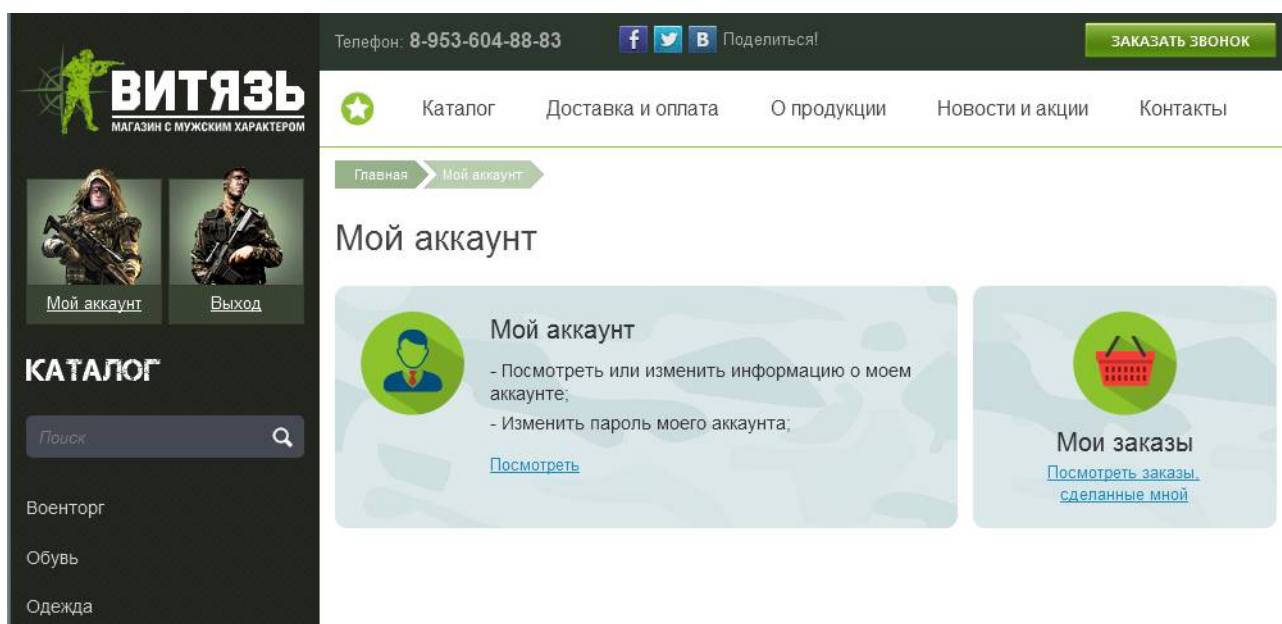 ВИТЯЗЬ
МАГАЗИН С МУЖСКИМ ХАРАКТЕРОМ
Телефон: 8-953-604-88-83
f
B Поделиться!
ЗАКАЗАТЬ ЗВОНОК
Каталог Доставка и оплата О продукции Новости и акции Контакты
Главная Мой аккаунт
Мой аккаунт
Мой аккаунт Выход
КАТАЛОГ
Поиск
Военторг
Обувь
Одежда
Мой аккаунт
- Посмотреть или изменить информацию о моем
аккаунте;
- Изменить пароль моего аккаунта;
Посмотреть
Мои заказы
Посмотреть заказы,
сделанные мной